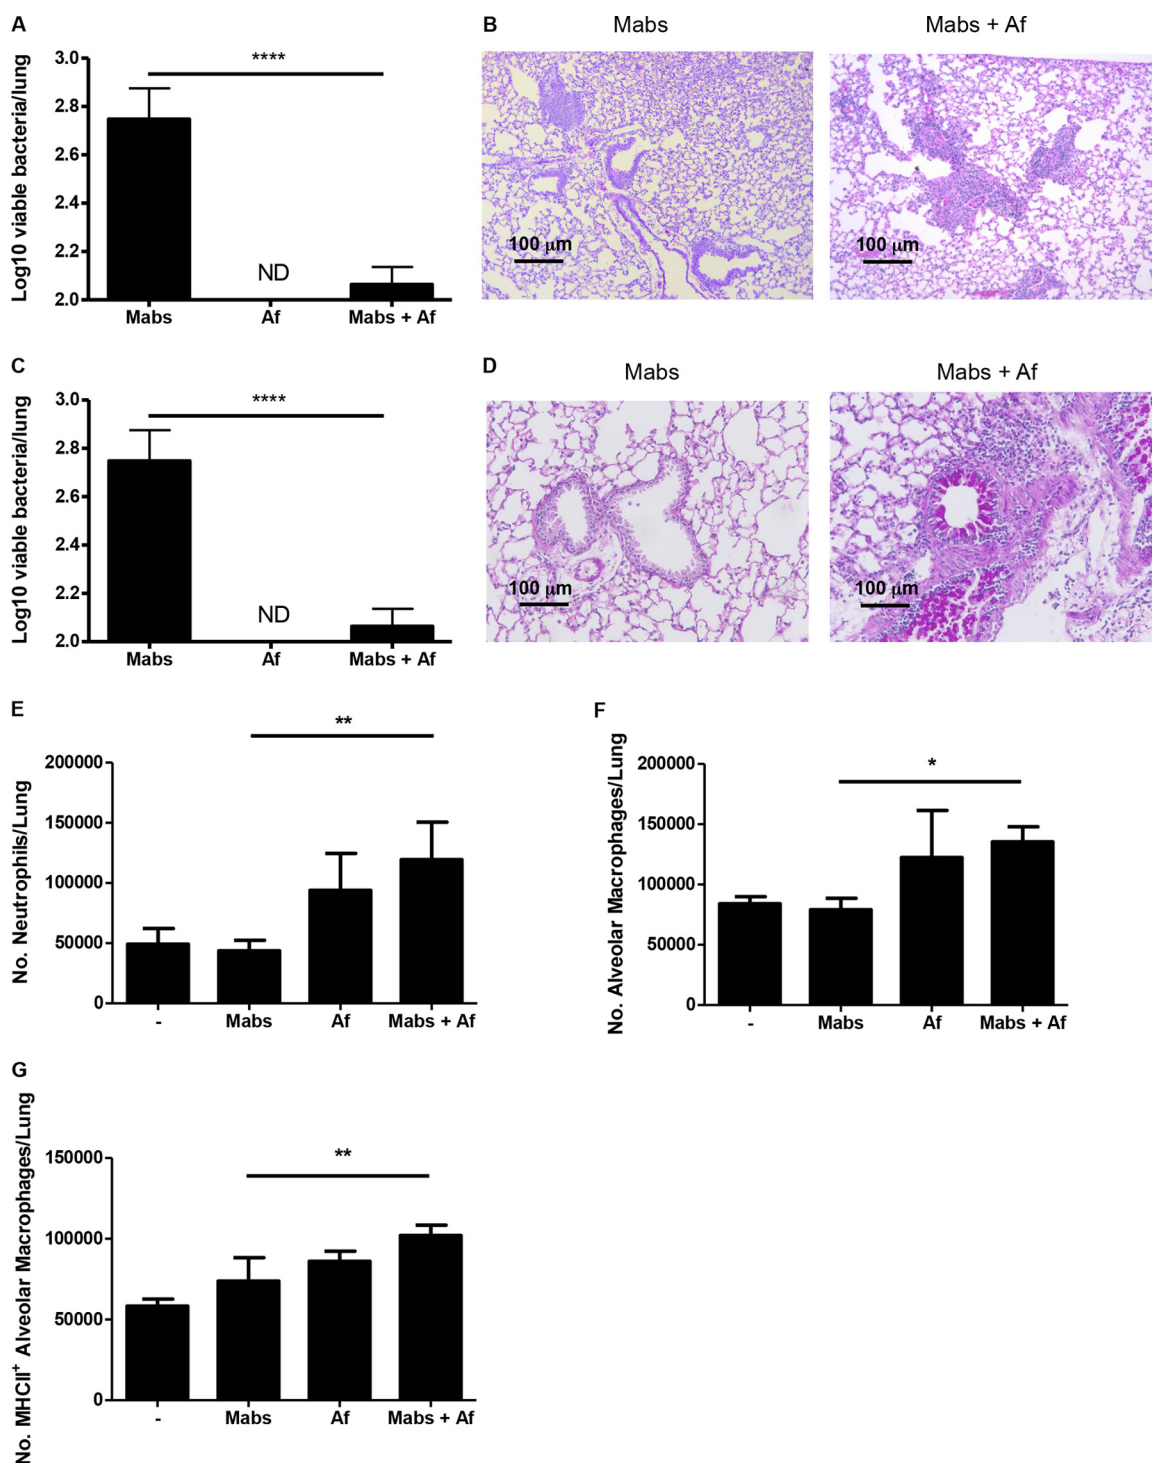 A
Log10 viable bacteria/lung
3.0
2.8
2.6
2.4
2.2
2.0
****
ND
Mabs
Af
Mabs + Af
B
Mabs
Mabs + Af
100 μm
100 μm
C
Log10 viable bacteria/lung
3.0
2.8
2.6
2.4
2.2
2.0
****
ND
Mabs
Af
Mabs + Af
D
Mabs
Mabs + Af
100 μm
100 μm
E
No. Neutrophils/Lung
200000
150000
100000
50000
0
**
-
Mabs
Af
Mabs + Af
F
No. Alveolar Macrophages/Lung
200000
150000
100000
50000
0
*
-
Mabs
Af
Mabs + Af
G
No. MHCII⁺ Alveolar Macrophages/Lung
150000
100000
50000
0
**
-
Mabs
Af
Mabs + Af